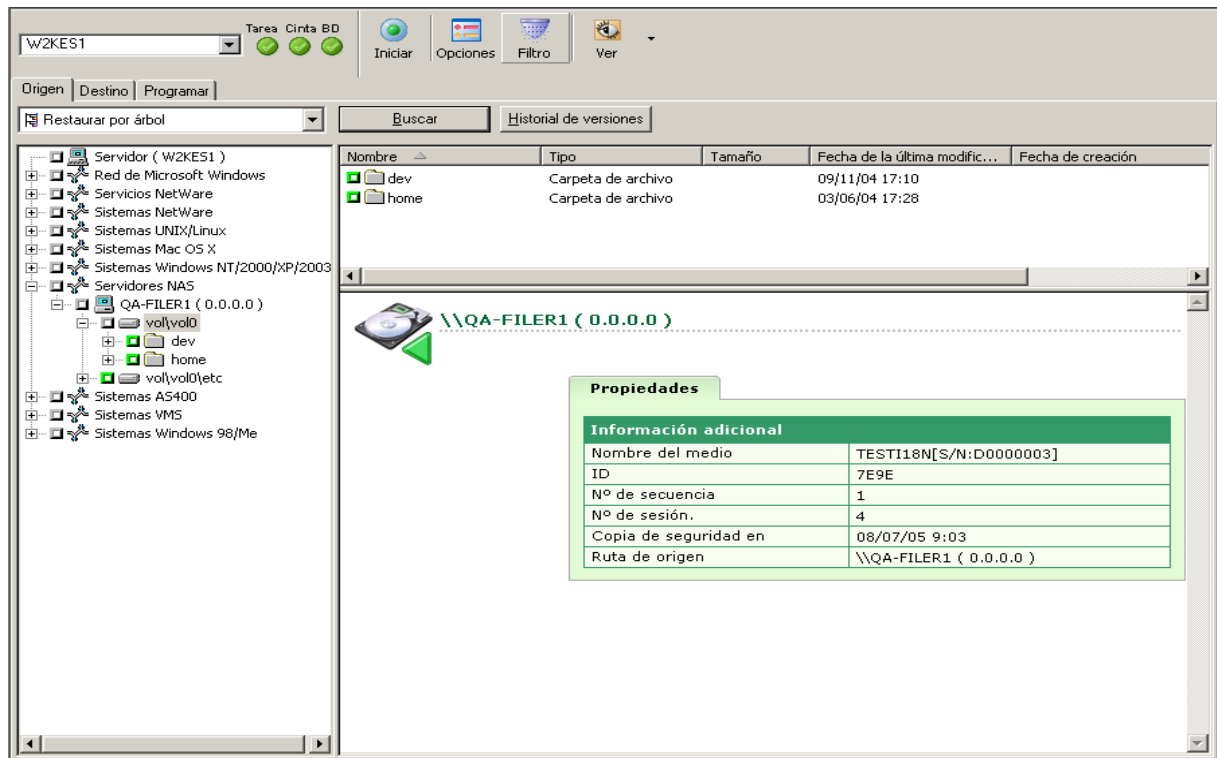 Tarea Cinta BD
W2KES1
Iniciar Opciones Filtro Ver
Origen Destino Programar
Restaurar por árbol
Buscar Historial de versiones
Servidor ( W2KES1 )
Red de Microsoft Windows
Servicios NetWare
Sistemas NetWare
Sistemas UNIX/Linux
Sistemas Mac OS X
Sistemas Windows NT/2000/XP/2003
Servidores NAS
QA-FILER1 ( 0.0.0.0 )
vol\vol0
dev
home
vol\vol0\etc
Sistemas AS400
Sistemas VMS
Sistemas Windows 98/Me
Nombre Tipo Tamaño Fecha de la última modific... Fecha de creación
dev Carpeta de archivo 09/11/04 17:10
home Carpeta de archivo 03/06/04 17:28
\\QA-FILER1 ( 0.0.0.0 )
Propiedades
Información adicional
Nombre del medio TESTI18N[S/N:D0000003]
ID 7E9E
Nº de secuencia 1
Nº de sesión. 4
Copia de seguridad en 08/07/05 9:03
Ruta de origen \\QA-FILER1 ( 0.0.0.0 )